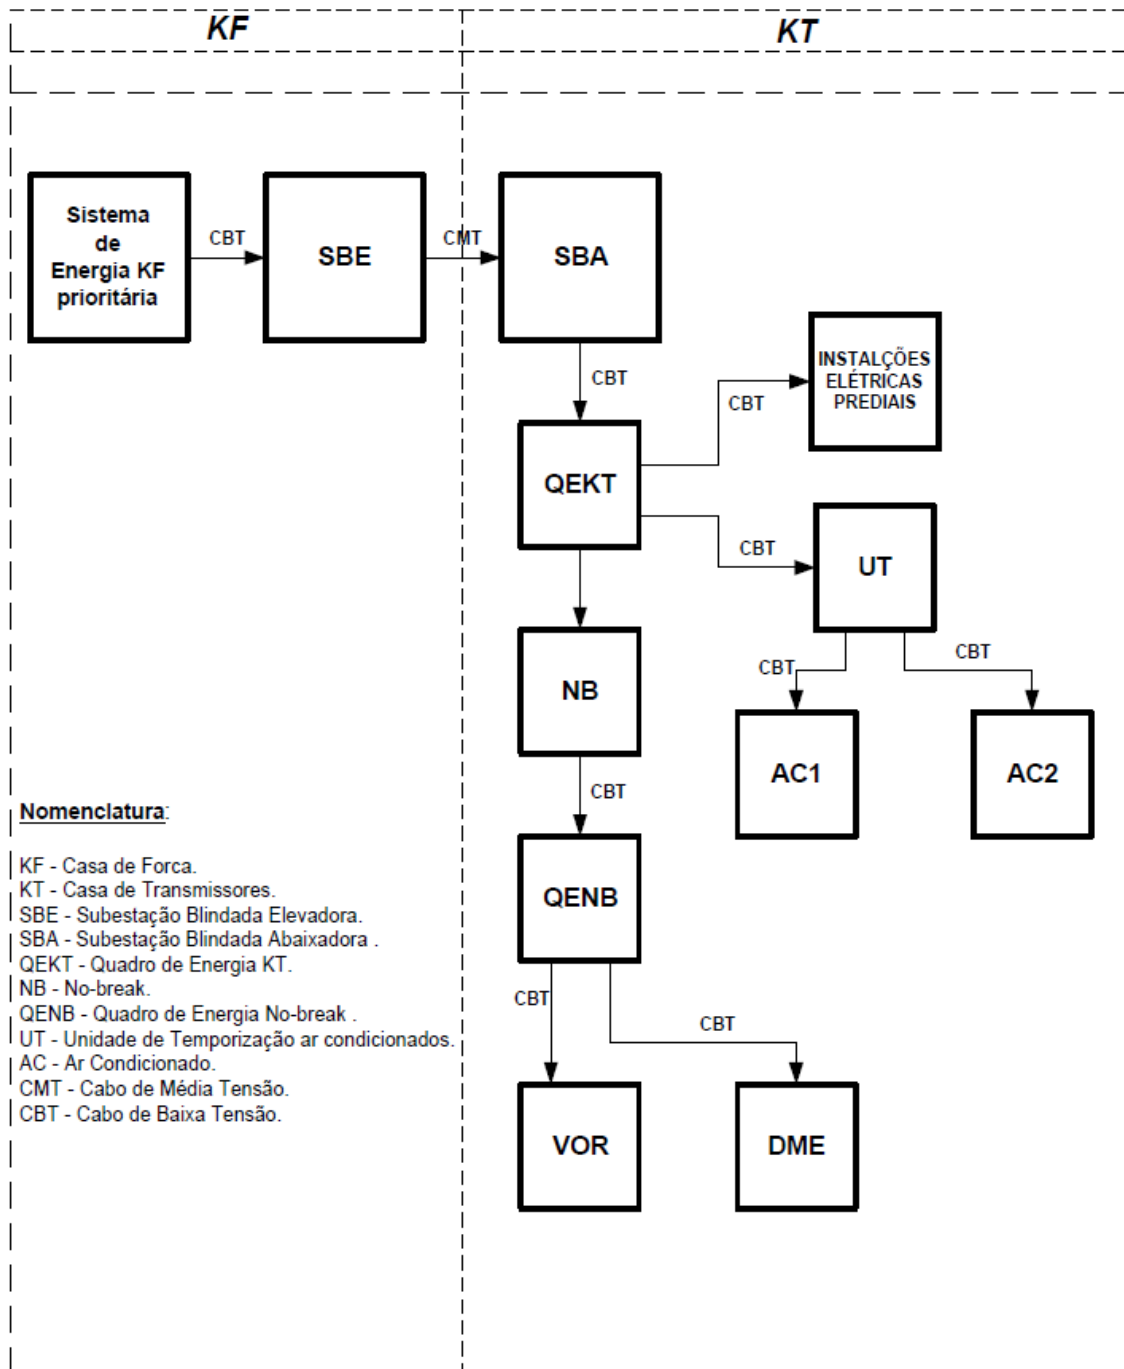 KF
KT
Sistema
de
Energia KF
prioritária
CBT
SBE
CMT
SBA
CBT
INSTALÇÕES
ELÉTRICAS
PREDIAIS
CBT
QEKT
CBT
UT
CBT
CBT
NB
AC1
AC2
CBT
Nomenclatura:
KF - Casa de Forca.
KT - Casa de Transmissores.
SBE - Subestação Blindada Elevadora.
SBA - Subestação Blindada Abaixadora .
QEKT - Quadro de Energia KT.
NB - No-break.
QENB - Quadro de Energia No-break .
UT - Unidade de Temporização ar condicionados.
AC - Ar Condicionado.
CMT - Cabo de Média Tensão.
CBT - Cabo de Baixa Tensão.
QENB
CBT
CBT
VOR
DME